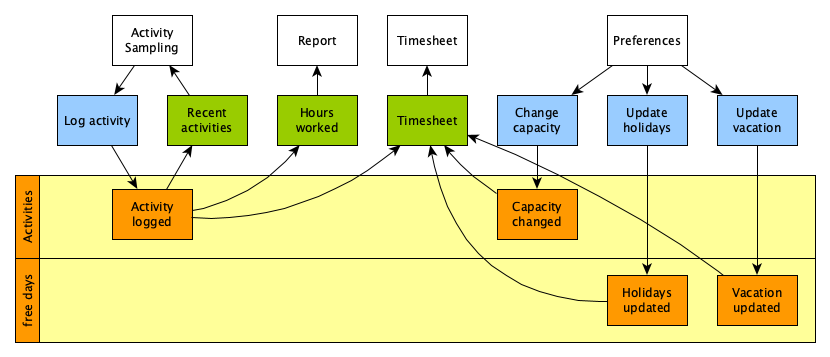 Activity
Sampling
Report
Timesheet
Preferences
Log activity
Recent
activities
Hours
worked
Timesheet
Change
capacity
Update
holidays
Update
vacation
Activities
Activity
logged
Capacity
changed
free days
Holidays
updated
Vacation
updated